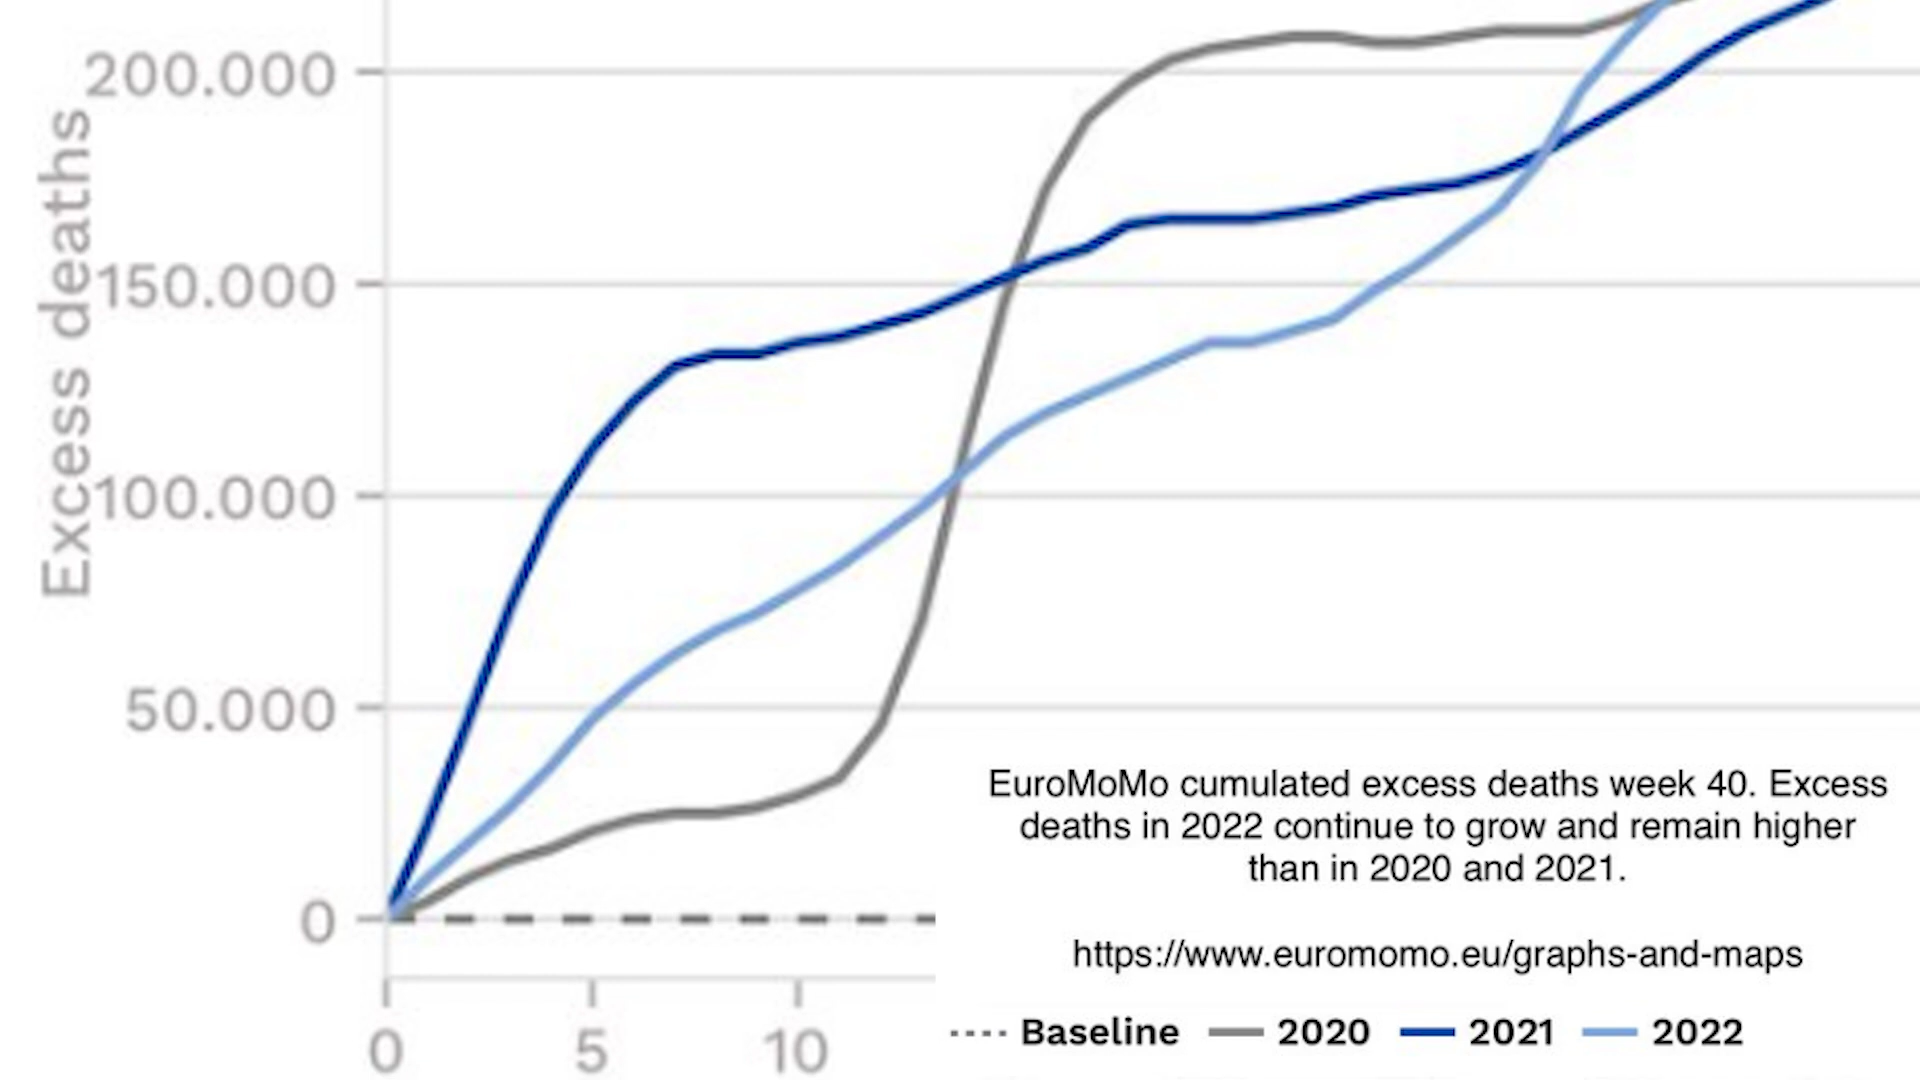 Excess deaths
200.000
150.000
100.000
50.000
0
0 5 10
EuroMoMo cumulated excess deaths week 40. Excess
deaths in 2022 continue to grow and remain higher
than in 2020 and 2021.
https://www.euromomo.eu/graphs-and-maps
Baseline 2020 2021 2022